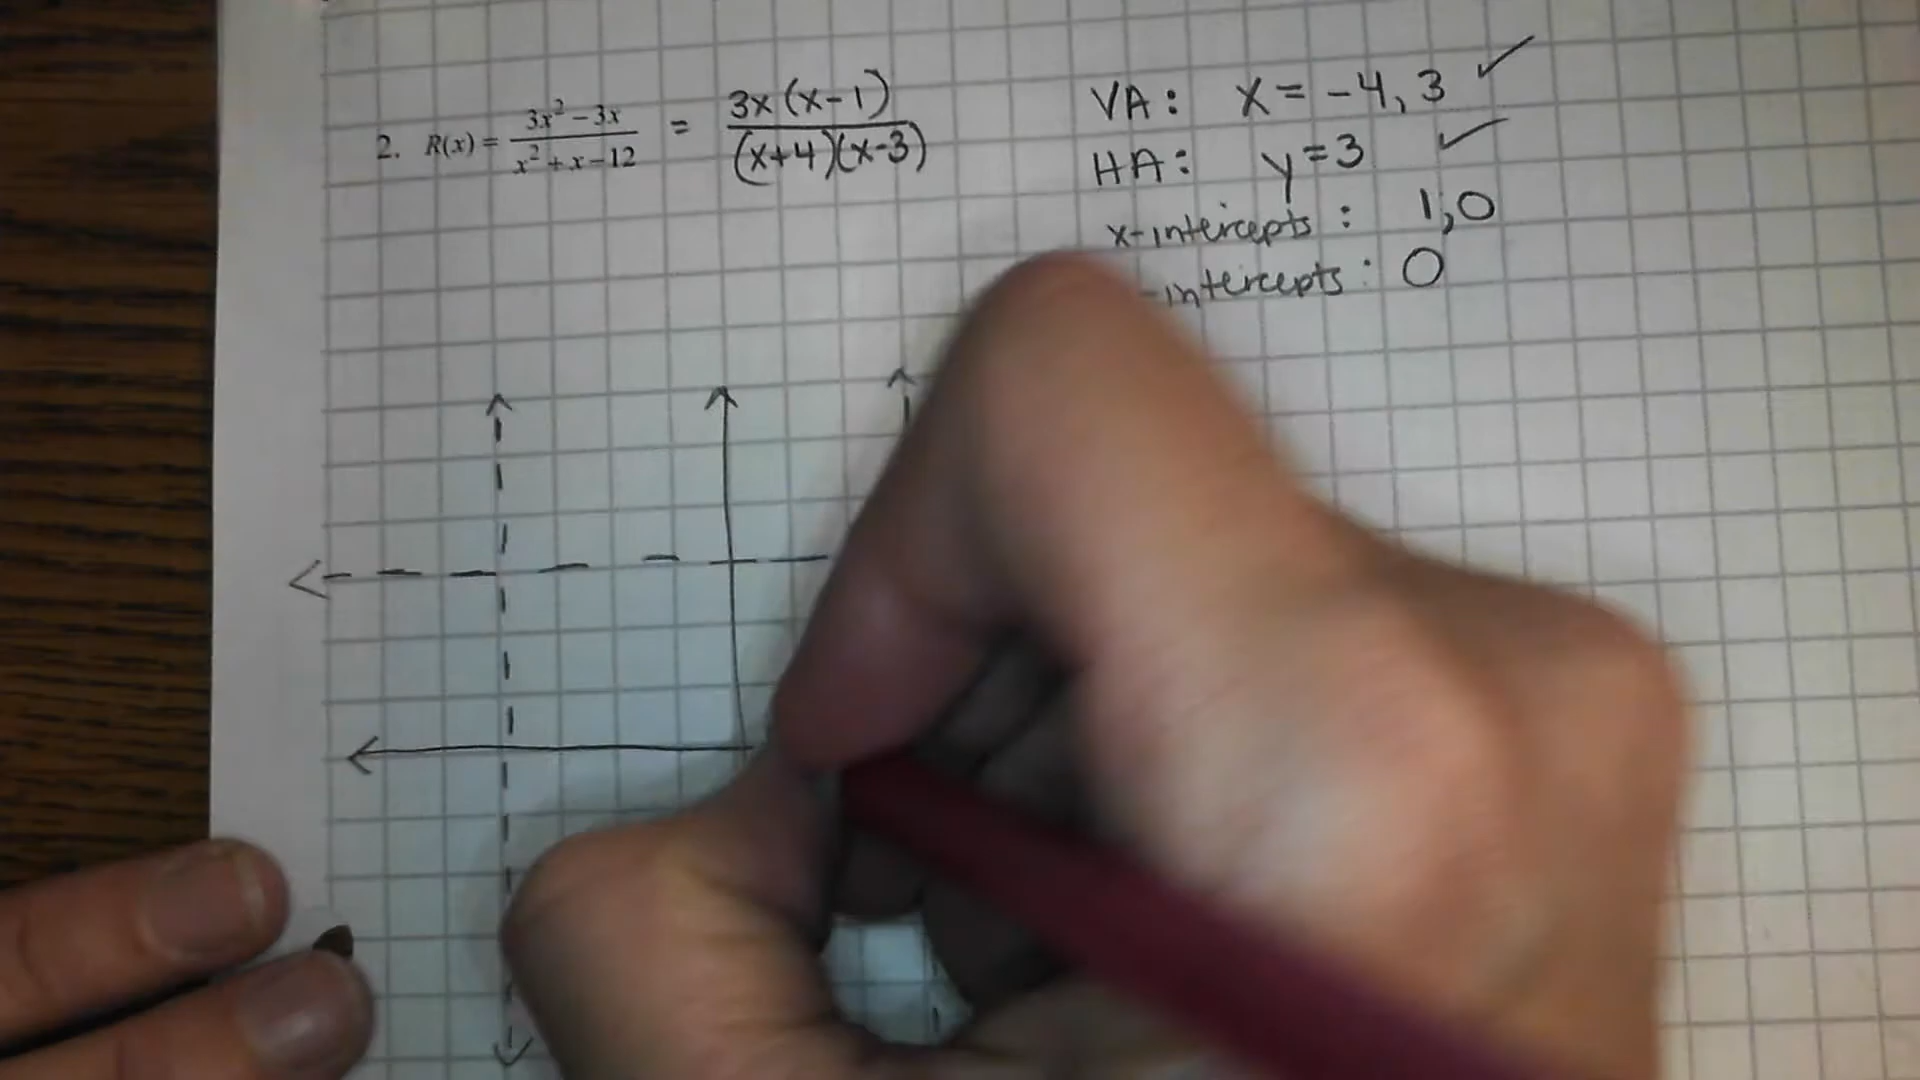 2. R(x) = 3x² − 3x / x² + x − 12 = 3x(x−1) / (x+4)(x−3)
VA: x = −4, 3 ✓
HA: y = 3 ✓
x-intercepts: 1, 0
-intercepts: 0